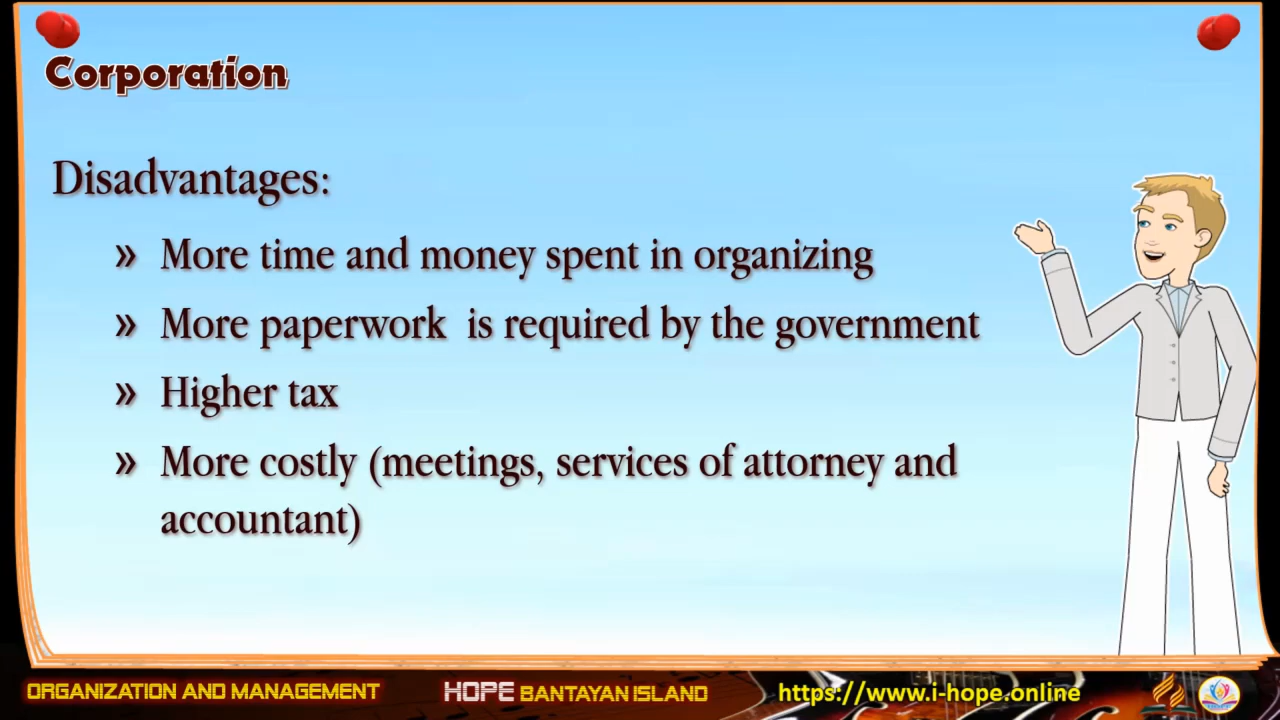 Corporation
Disadvantages:
» More time and money spent in organizing
» More paperwork  is required by the government
» Higher tax
» More costly (meetings, services of attorney and
accountant)
ORGANIZATION AND MANAGEMENT HOPE BANTAYAN ISLAND https://www.i-hope.online